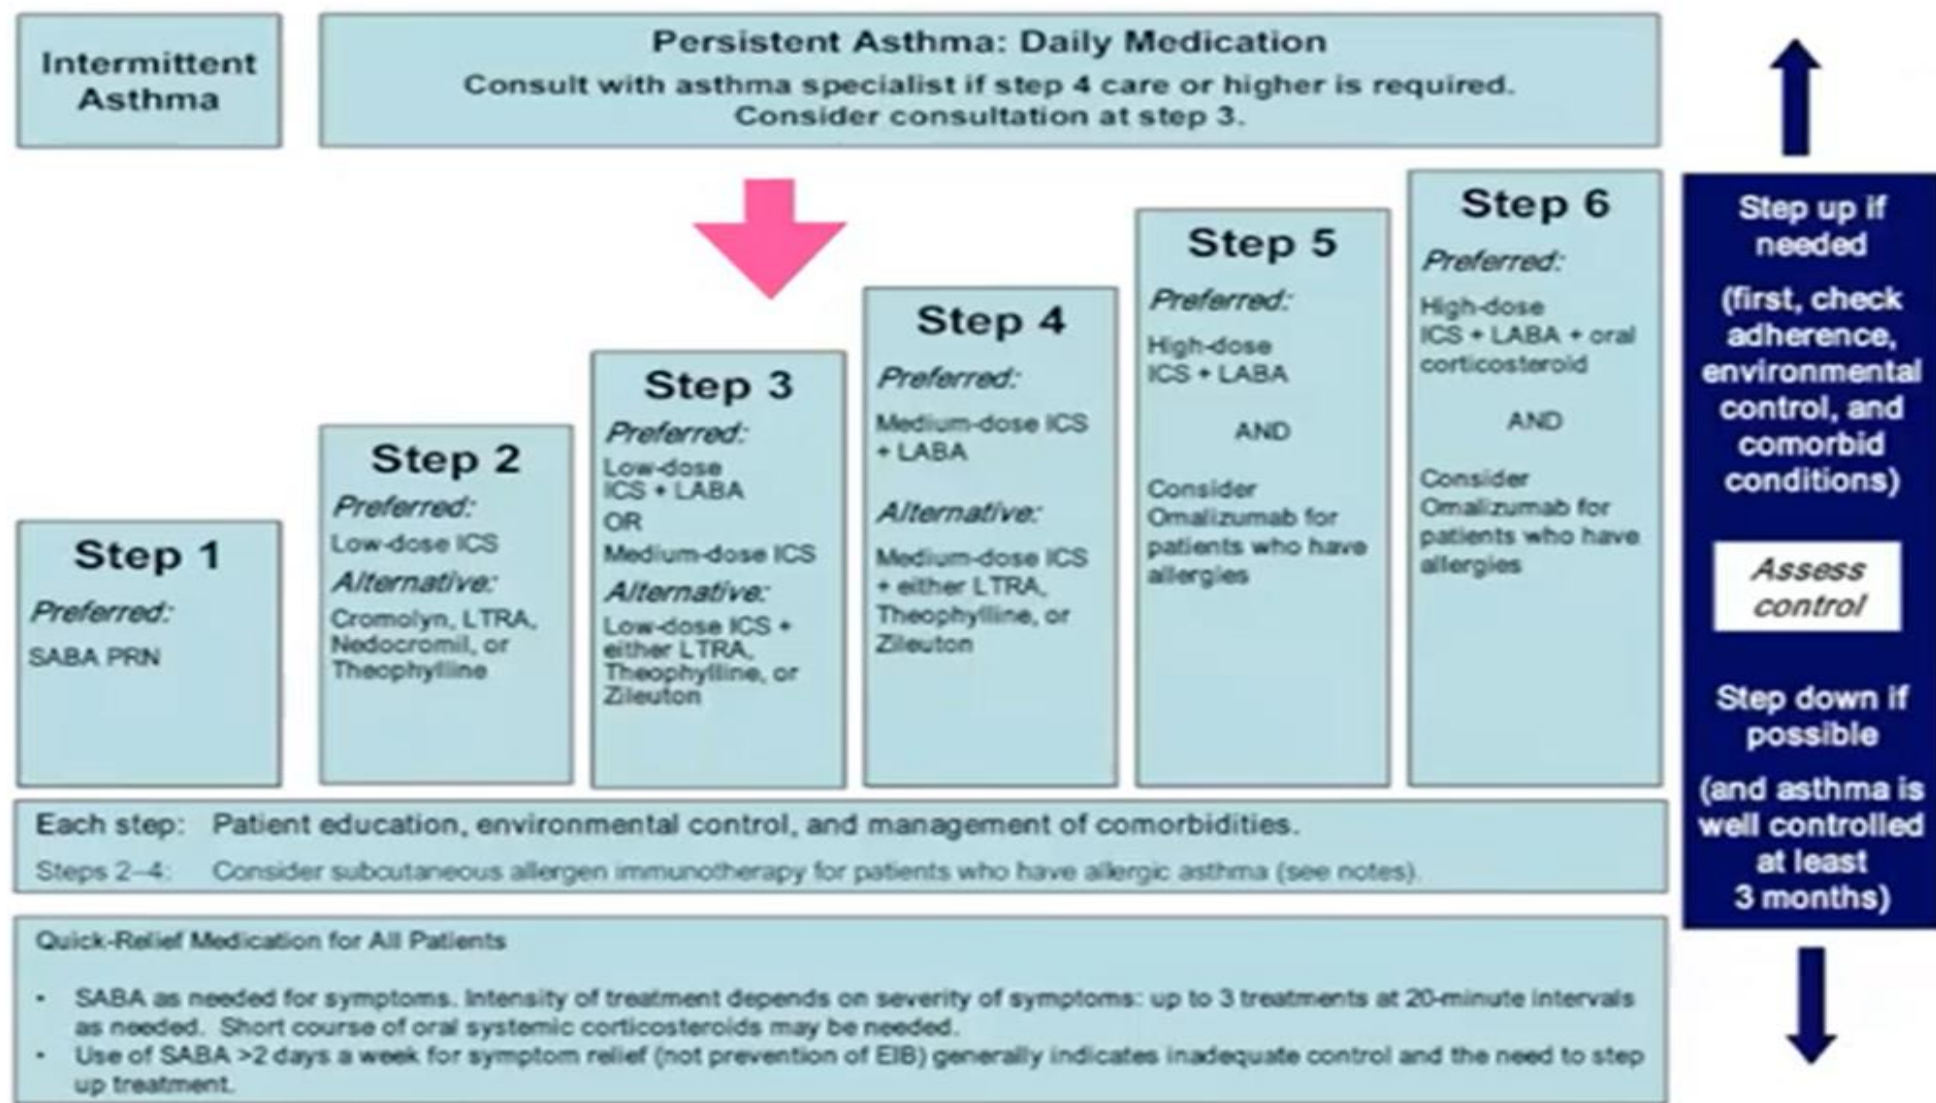 Intermittent
Asthma
Persistent Asthma: Daily Medication
Consult with asthma specialist if step 4 care or higher is required.
Consider consultation at step 3.
Step 1
Preferred:
SABA PRN
Step 2
Preferred:
Low-dose ICS
Alternative:
Cromolyn, LTRA,
Nedocromil, or
Theophylline
Step 3
Preferred:
Low-dose
ICS + LABA
OR
Medium-dose ICS
Alternative:
Low-dose ICS +
either LTRA,
Theophylline, or
Zileuton
Step 4
Preferred:
Medium-dose ICS
+ LABA
Alternative:
Medium-dose ICS
+ either LTRA,
Theophylline, or
Zileuton
Step 5
Preferred:
High-dose
ICS + LABA
AND
Consider
Omalizumab for
patients who have
allergies
Step 6
Preferred:
High-dose
ICS + LABA + oral
corticosteroid
AND
Consider
Omalizumab for
patients who have
allergies
Step up if
needed
(first, check
adherence,
environmental
control, and
comorbid
conditions)
Assess
control
Step down if
possible
(and asthma is
well controlled
at least
3 months)
Each step: Patient education, environmental control, and management of comorbidities.
Steps 2–4: Consider subcutaneous allergen immunotherapy for patients who have allergic asthma (see notes).
Quick-Relief Medication for All Patients
• SABA as needed for symptoms. Intensity of treatment depends on severity of symptoms: up to 3 treatments at 20-minute intervals
as needed. Short course of oral systemic corticosteroids may be needed.
• Use of SABA >2 days a week for symptom relief (not prevention of EIB) generally indicates inadequate control and the need to step
up treatment.